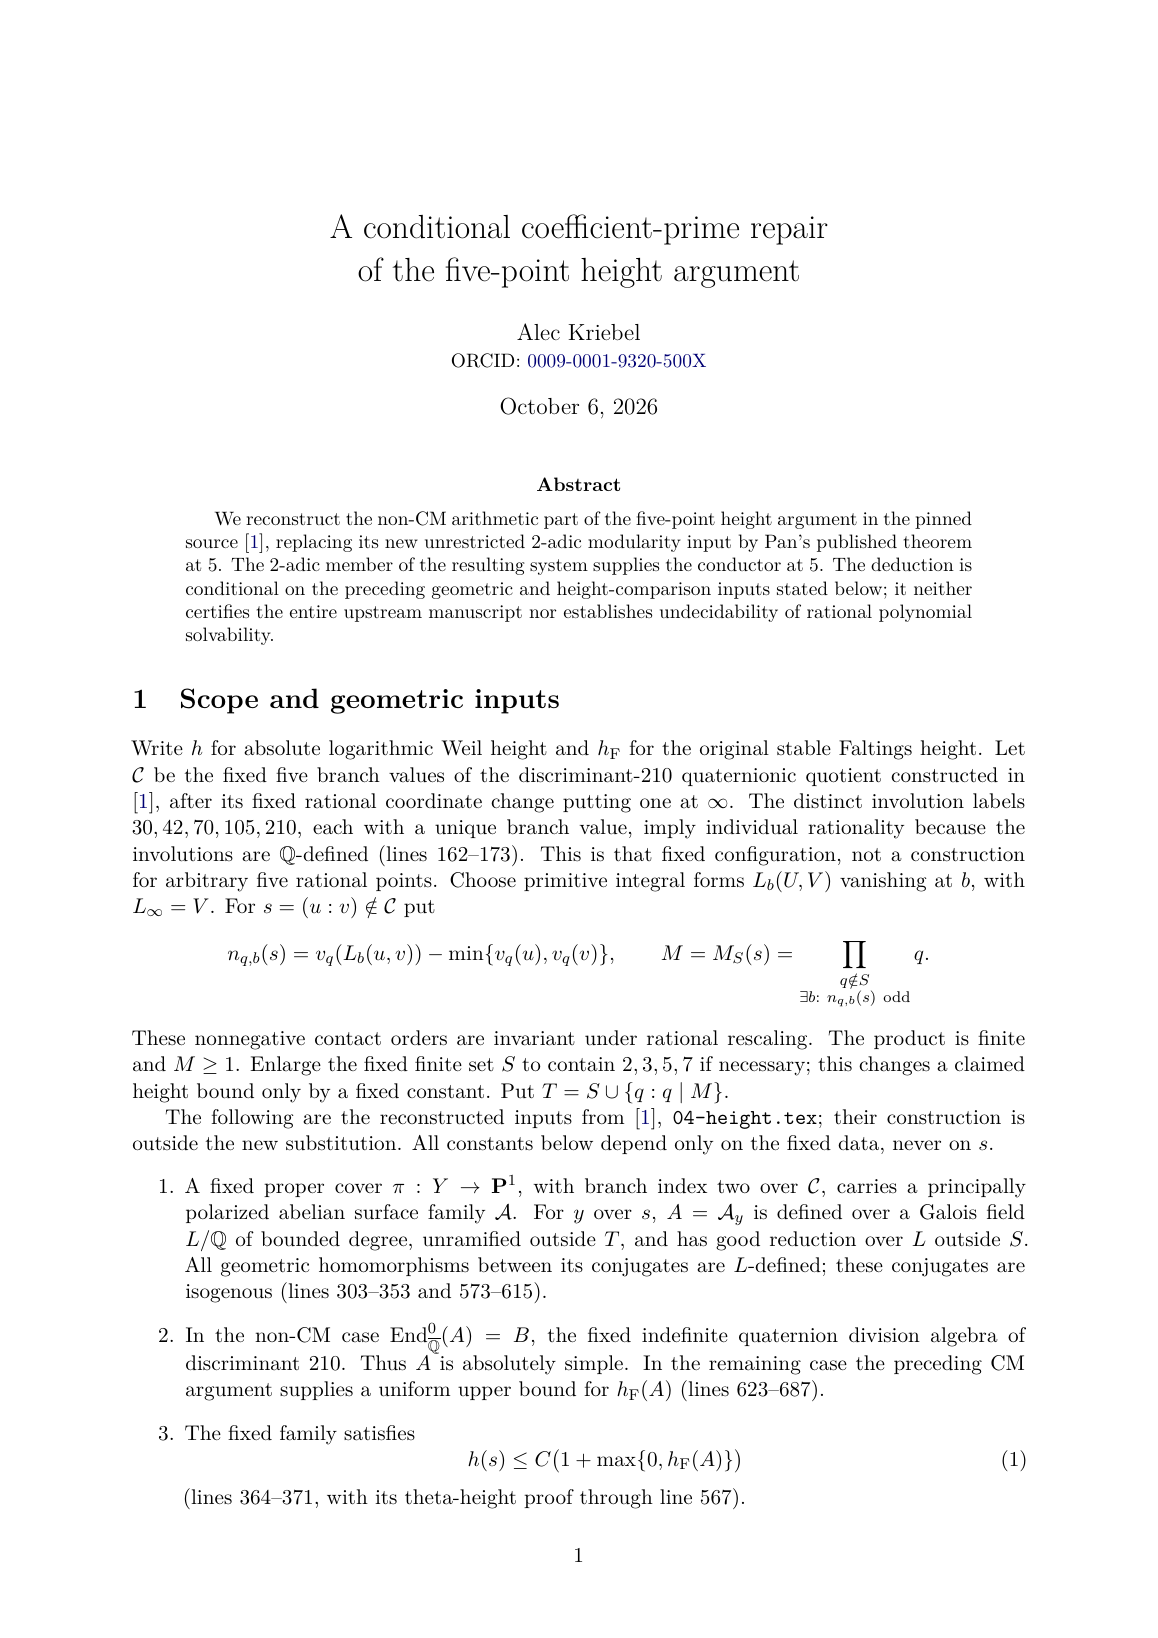 A conditional coefficient-prime repair
of the five-point height argument
Alec Kriebel
ORCID: 0009-0001-9320-500X
October 6, 2026
Abstract
We reconstruct the non-CM arithmetic part of the five-point height argument in the pinned
source [1], replacing its new unrestricted 2-adic modularity input by Pan's published theorem
at 5. The 2-adic member of the resulting system supplies the conductor at 5. The deduction is
conditional on the preceding geometric and height-comparison inputs stated below; it neither
certifies the entire upstream manuscript nor establishes undecidability of rational polynomial
solvability.
1 Scope and geometric inputs
Write h for absolute logarithmic Weil height and h_F for the original stable Faltings height. Let
𝒞 be the fixed five branch values of the discriminant-210 quaternionic quotient constructed in
[1], after its fixed rational coordinate change putting one at ∞. The distinct involution labels
30, 42, 70, 105, 210, each with a unique branch value, imply individual rationality because the
involutions are ℚ-defined (lines 162–173). This is that fixed configuration, not a construction
for arbitrary five rational points. Choose primitive integral forms L_b(U, V) vanishing at b, with
L_∞ = V. For s = (u : v) ∉ 𝒞 put
n_{q,b}(s) = v_q(L_b(u, v)) − min{v_q(u), v_q(v)}, M = M_S(s) = ∏_{q∉S, ∃b: n_{q,b}(s) odd} q.
These nonnegative contact orders are invariant under rational rescaling. The product is finite
and M ≥ 1. Enlarge the fixed finite set S to contain 2, 3, 5, 7 if necessary; this changes a claimed
height bound only by a fixed constant. Put T = S ∪ {q : q | M}.
The following are the reconstructed inputs from [1], 04-height.tex; their construction is
outside the new substitution. All constants below depend only on the fixed data, never on s.
1. A fixed proper cover π : Y → P¹, with branch index two over 𝒞, carries a principally
polarized abelian surface family 𝒜. For y over s, A = 𝒜_y is defined over a Galois field
L/ℚ of bounded degree, unramified outside T, and has good reduction over L outside S.
All geometric homomorphisms between its conjugates are L-defined; these conjugates are
isogenous (lines 303–353 and 573–615).
2. In the non-CM case End⁰_ℚ̅(A) = B, the fixed indefinite quaternion division algebra of
discriminant 210. Thus A is absolutely simple. In the remaining case the preceding CM
argument supplies a uniform upper bound for h_F(A) (lines 623–687).
3. The fixed family satisfies
h(s) ≤ C(1 + max{0, h_F(A)}) (1)
(lines 364–371, with its theta-height proof through line 567).
1